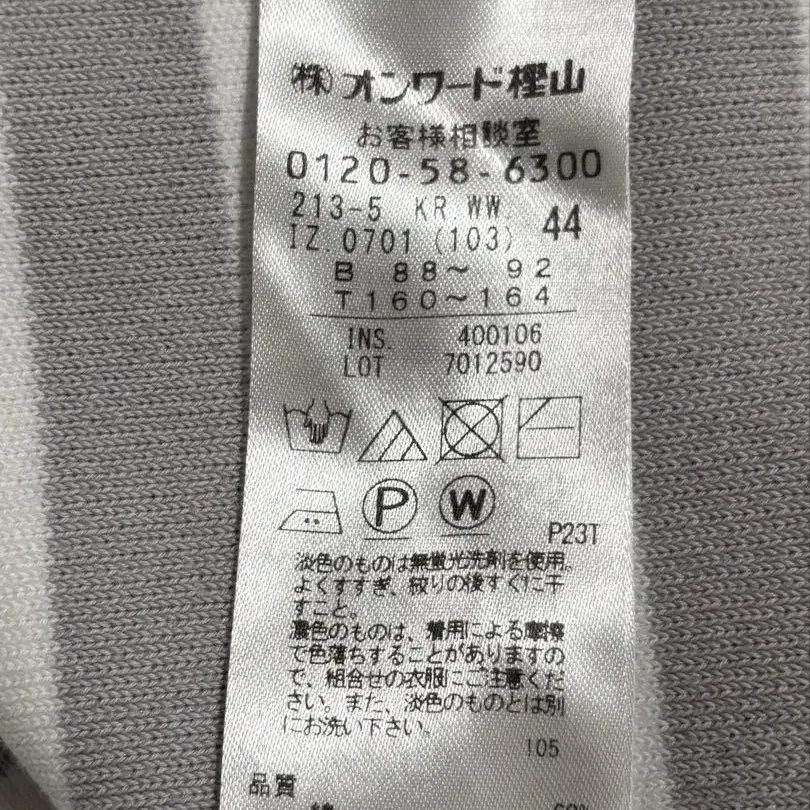 ㈱オンワード樫山
お客様相談室
0120-58-6300
213-5 KR.WW. 44
IZ.0701 (103)
B 88～ 92
T160～164
INS. 400106
LOT 7012590
P W
P23T
淡色のものは無蛍光洗剤を使用。
よくすすぎ、絞りの後すぐに干
すこと。
濃色のものは、着用による摩擦
で色落ちすることがありますの
で、組合せの衣服にご注意くだ
さい。また、淡色のものとは別
にお洗い下さい。
105
品質
綿